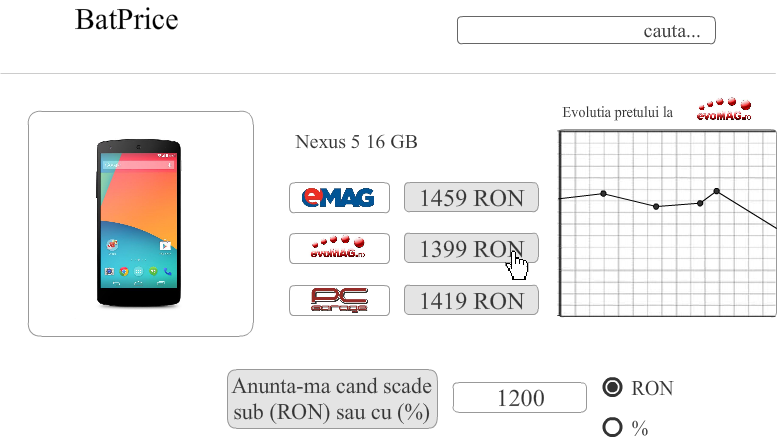 BatPrice
cauta...
Evolutia pretului la evoMAG.ro
Nexus 5 16 GB
eMAG 1459 RON
evoMAG.ro 1399 RON
PC garage 1419 RON
Anunta-ma cand scade
sub (RON) sau cu (%)
1200
RON
%